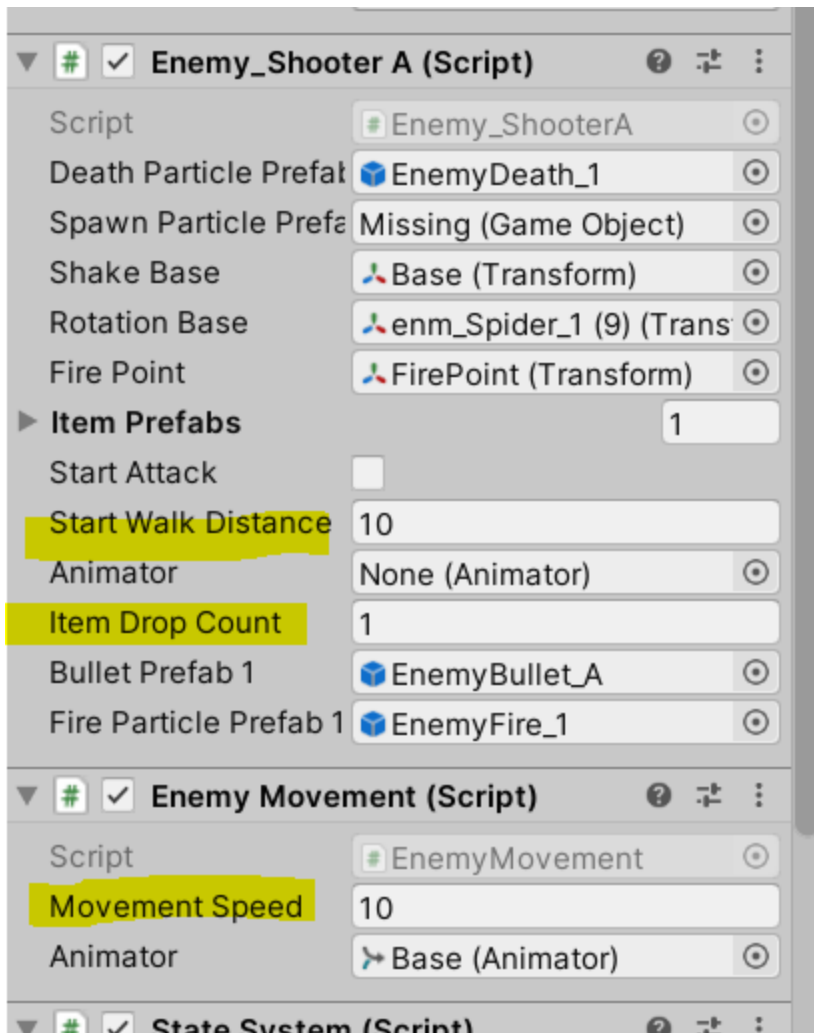 Enemy_Shooter A (Script)
Script Enemy_ShooterA
Death Particle Prefab EnemyDeath_1
Spawn Particle Prefa Missing (Game Object)
Shake Base Base (Transform)
Rotation Base enm_Spider_1 (9) (Trans
Fire Point FirePoint (Transform)
Item Prefabs 1
Start Attack
Start Walk Distance 10
Animator None (Animator)
Item Drop Count 1
Bullet Prefab 1 EnemyBullet_A
Fire Particle Prefab 1 EnemyFire_1
Enemy Movement (Script)
Script EnemyMovement
Movement Speed 10
Animator Base (Animator)
State System (Script)